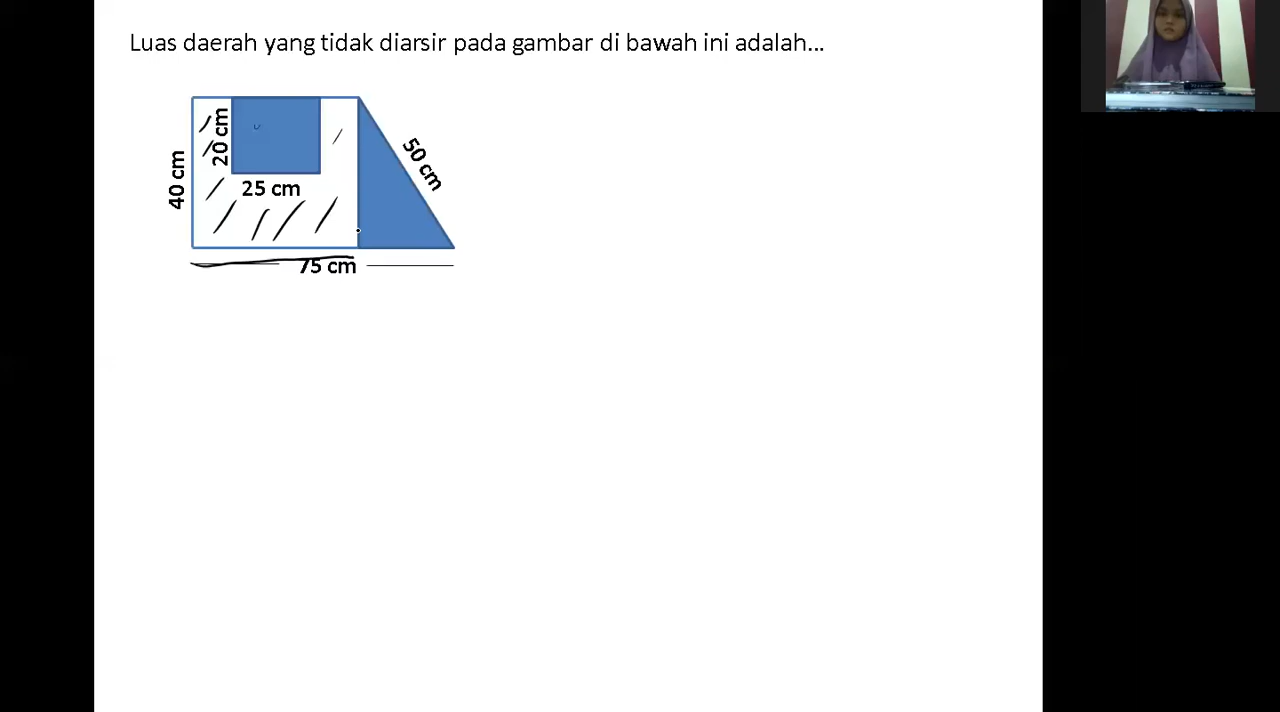 Luas daerah yang tidak diarsir pada gambar di bawah ini adalah...
20 cm
50 cm
40 cm
25 cm
75 cm